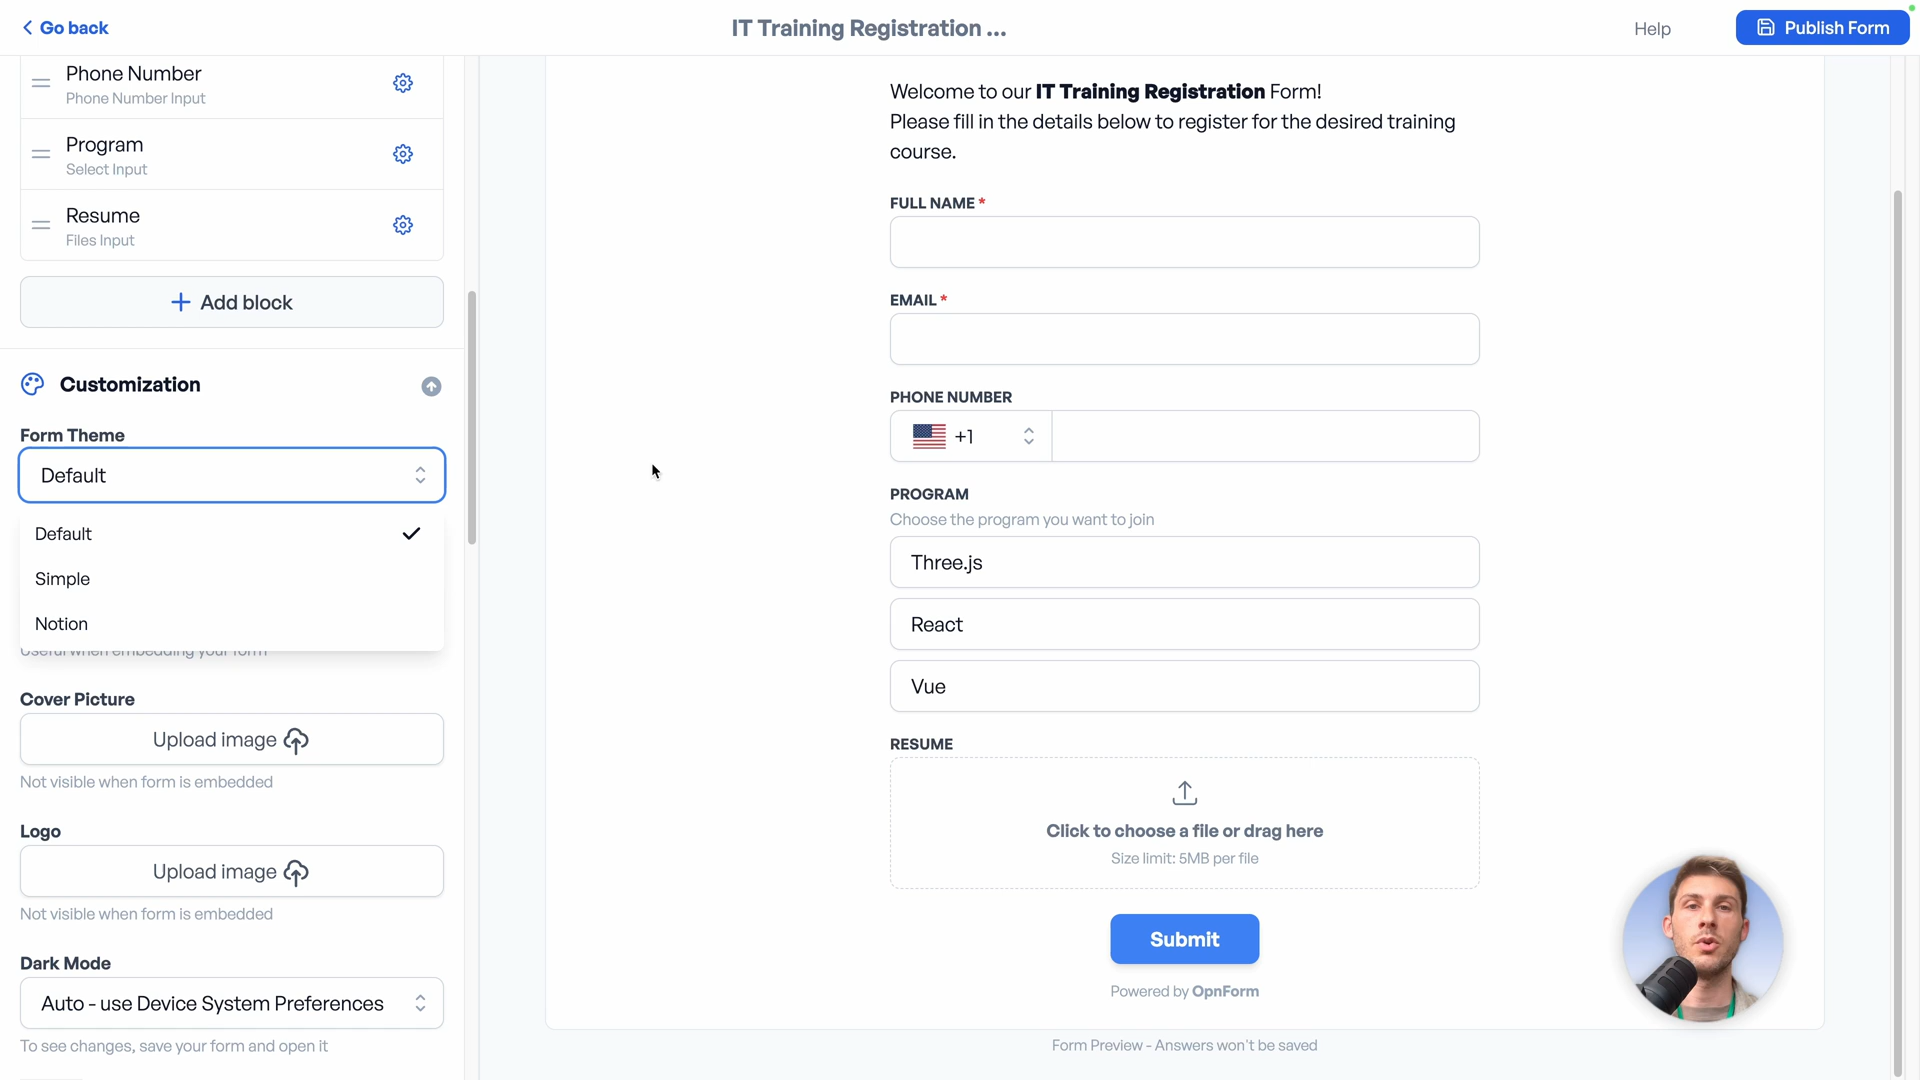 Go back
IT Training Registration ...
Help
Publish Form
Phone Number
Phone Number Input
Program
Select Input
Resume
Files Input
Add block
Customization
Form Theme
Default
Default
Simple
Notion
Useful when embedding your form
Cover Picture
Upload image
Not visible when form is embedded
Logo
Upload image
Not visible when form is embedded
Dark Mode
Auto - use Device System Preferences
To see changes, save your form and open it
Welcome to our IT Training Registration Form!
Please fill in the details below to register for the desired training
course.
FULL NAME *
EMAIL *
PHONE NUMBER
+1
PROGRAM
Choose the program you want to join
Three.js
React
Vue
RESUME
Click to choose a file or drag here
Size limit: 5MB per file
Submit
Powered by OpnForm
Form Preview - Answers won't be saved